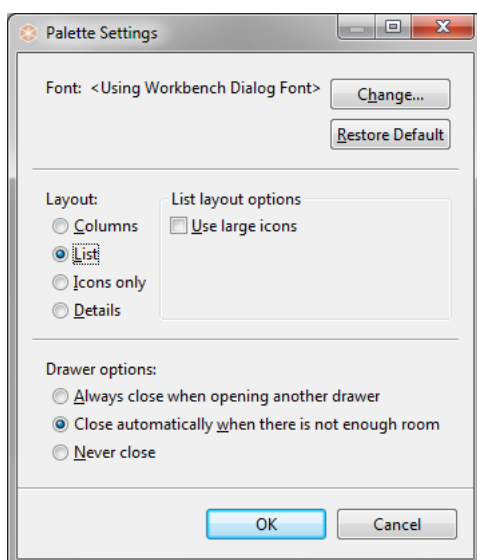 Palette Settings
Font: <Using Workbench Dialog Font>
Change...
Restore Default
Layout:
Columns
List
Icons only
Details
List layout options
Use large icons
Drawer options:
Always close when opening another drawer
Close automatically when there is not enough room
Never close
OK
Cancel